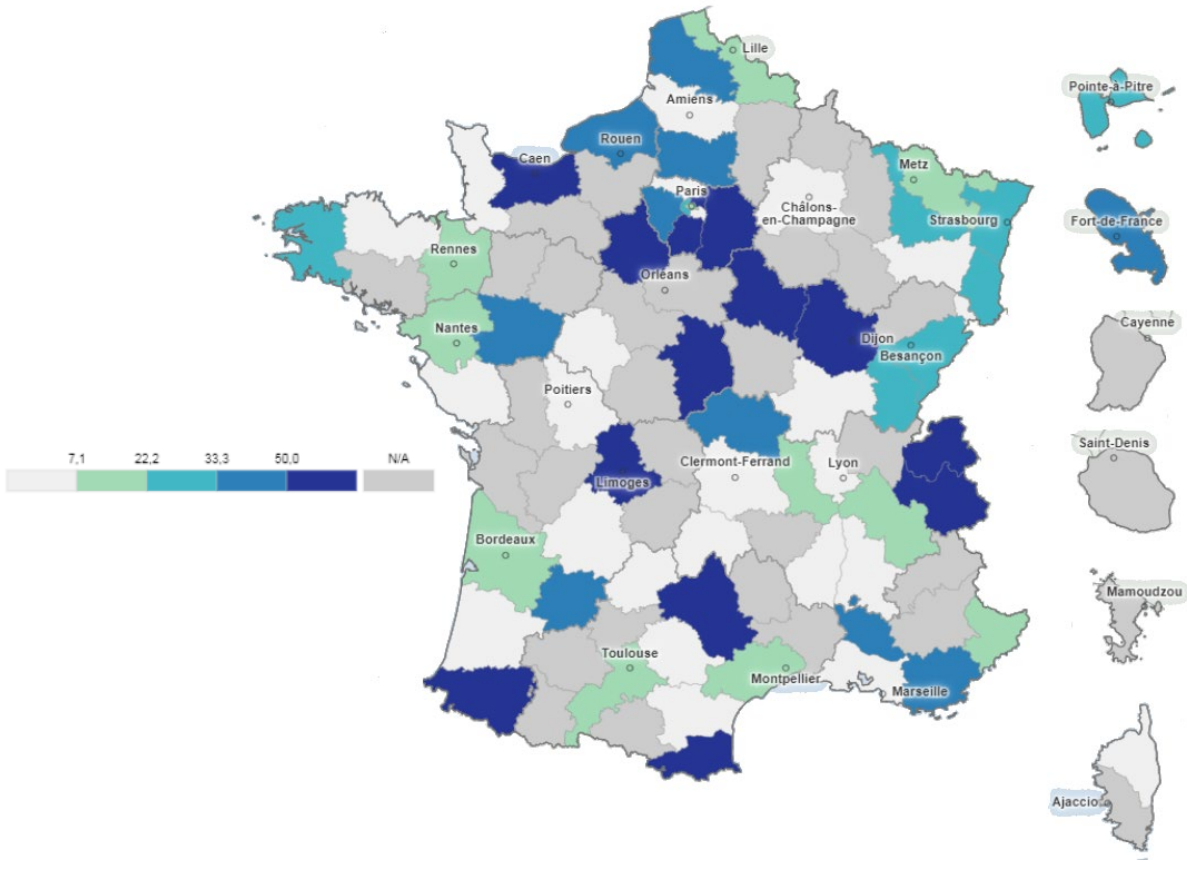 Lille
Pointe-à-Pitre
Amiens
Rouen
Caen
Metz
Paris
Châlons-
en-Champagne
Strasbourg
Fort-de-France
Rennes
Orléans
Nantes
Dijon
Besançon
Cayenne
Poitiers
Saint-Denis
7,1 22,2 33,3 50,0 N/A
Clermont-Ferrand
Lyon
Limoges
Bordeaux
Mamoudzou
Toulouse
Montpellier
Marseille
Ajaccio